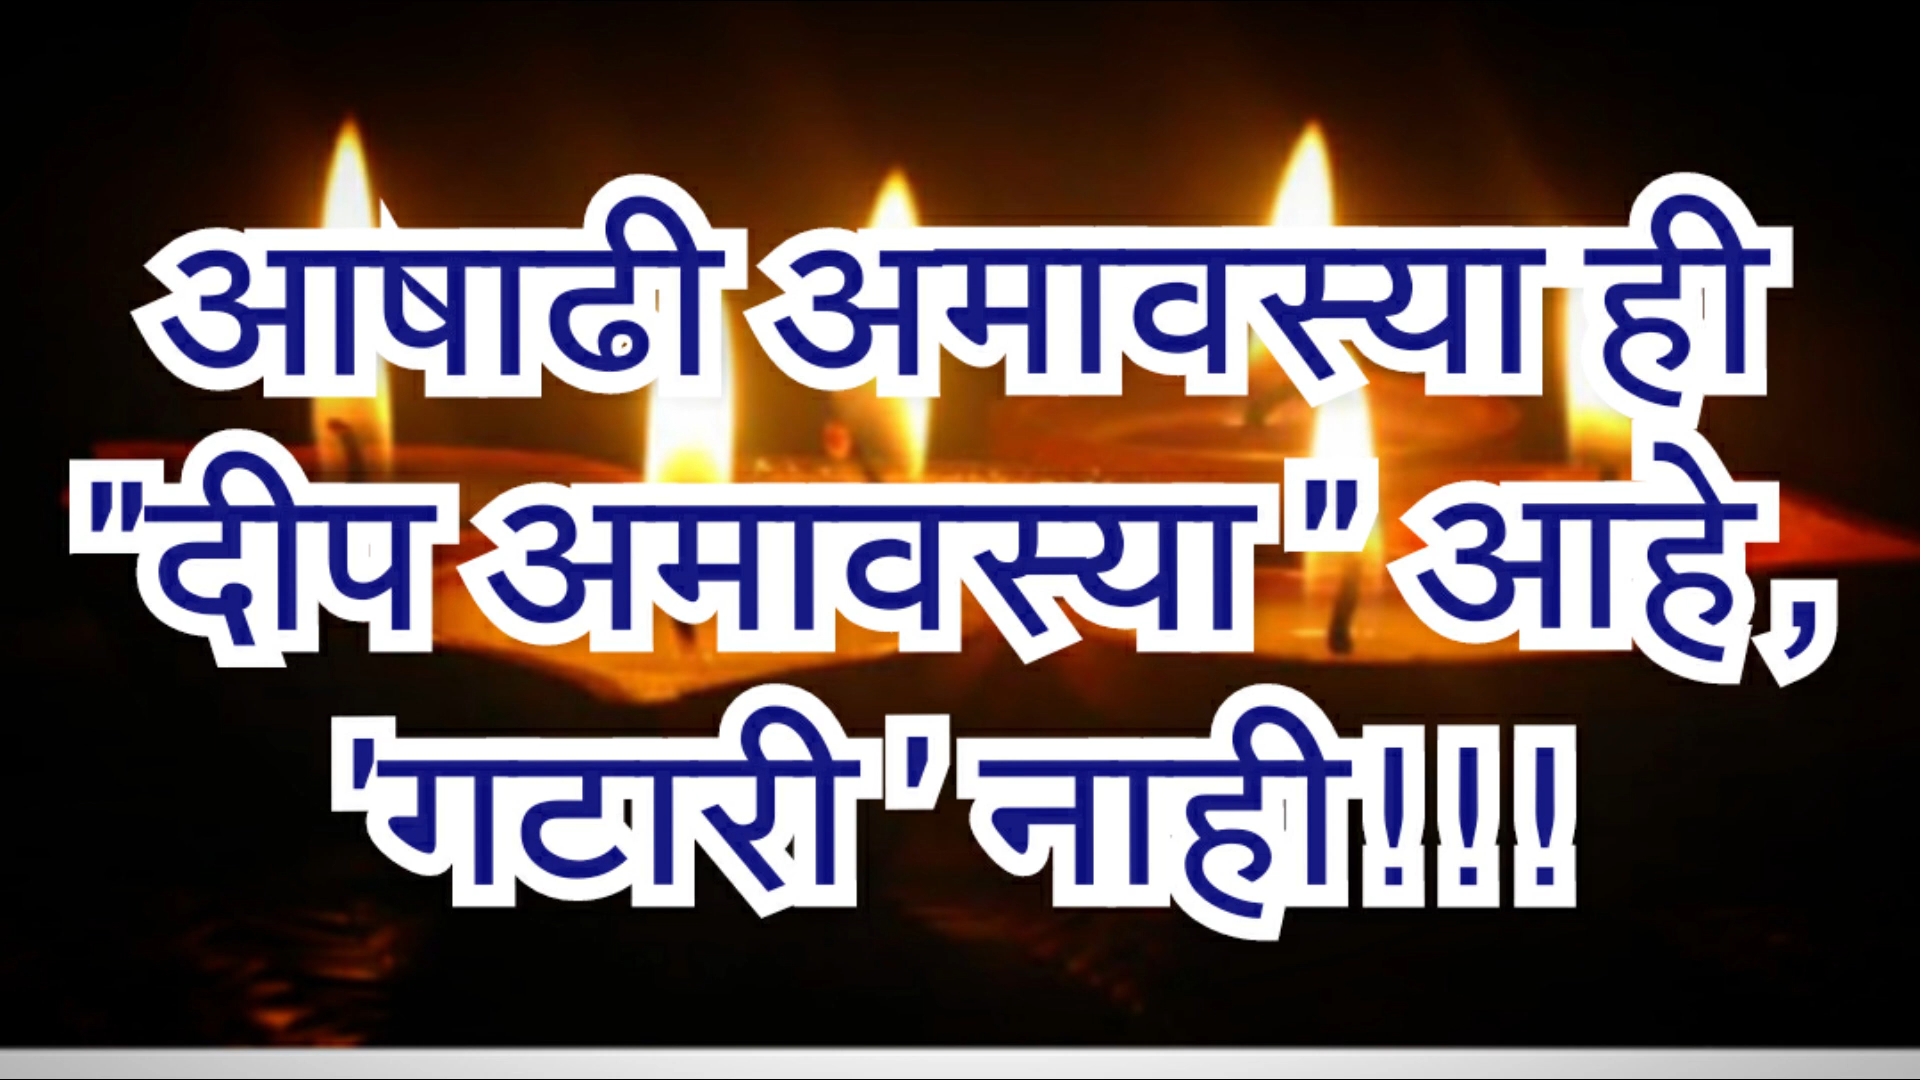 आषाढी अमावस्या ही
"दीप अमावस्या" आहे,
'गटारी' नाही!!!